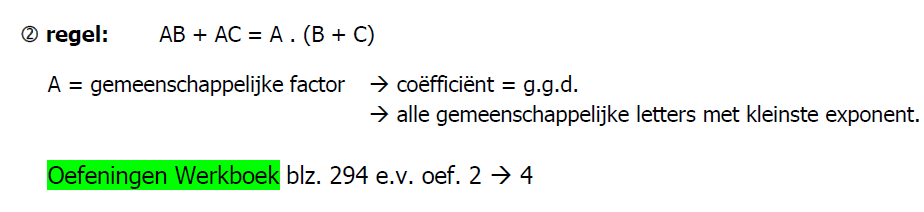 ② regel: AB + AC = A . (B + C)
A = gemeenschappelijke factor → coëfficiënt = g.g.d.
→ alle gemeenschappelijke letters met kleinste exponent.
Oefeningen Werkboek blz. 294 e.v. oef. 2 → 4